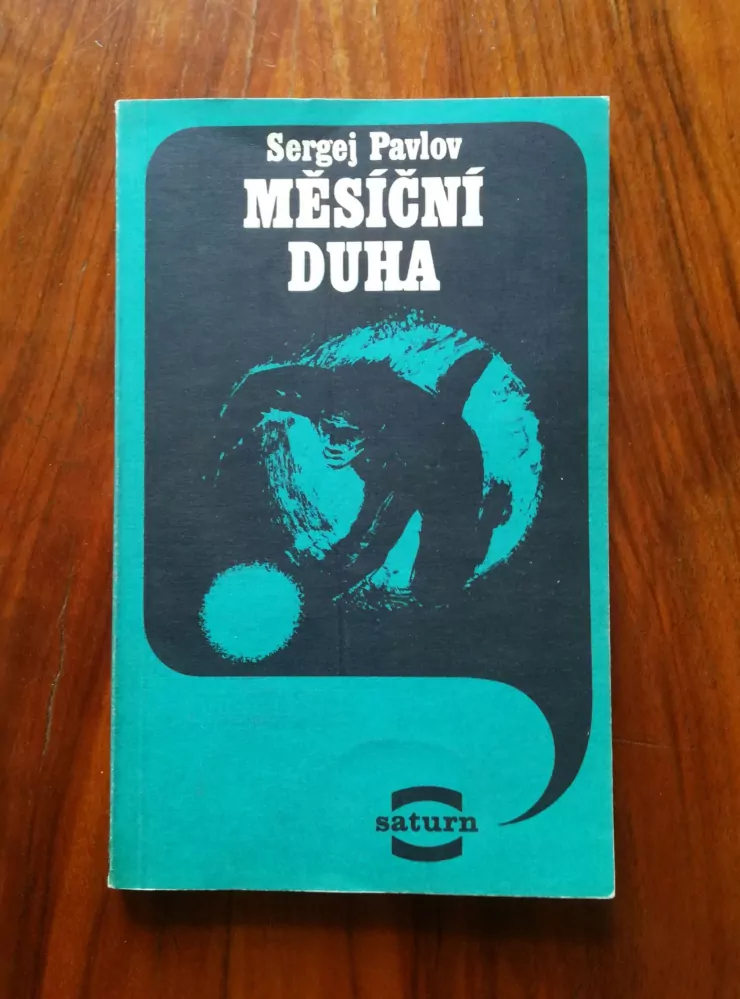 Sergej Pavlov
MĚSÍČNÍ
DUHA
saturn